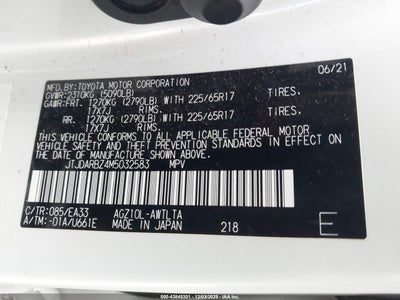 MFD.BY:TOYOTA MOTOR CORPORATION 06/21
GVWR:2310KG (5090LB)
GAWR:FRT. 1270KG (2790LB) WITH 225/65R17 TIRES.
17X7J RIMS.
RR. 1270KG (2790LB) WITH 225/65R17 TIRES.
17X7J RIMS.
THIS VEHICLE CONFORMS TO ALL APPLICABLE FEDERAL MOTOR
VEHICLE SAFETY AND THEFT PREVENTION STANDARDS IN EFFECT ON
THE DATE OF MANUFACTURE SHOWN ABOVE.
JTJDARBZ4M5032583 MPV
C/TR:085/EA33 AGZ10L-AWTLTA
A/TM:-01A/U661E MADE IN JAPAN 218 E
000-43845301 - 12/03/2025 - IAAUCTIONS